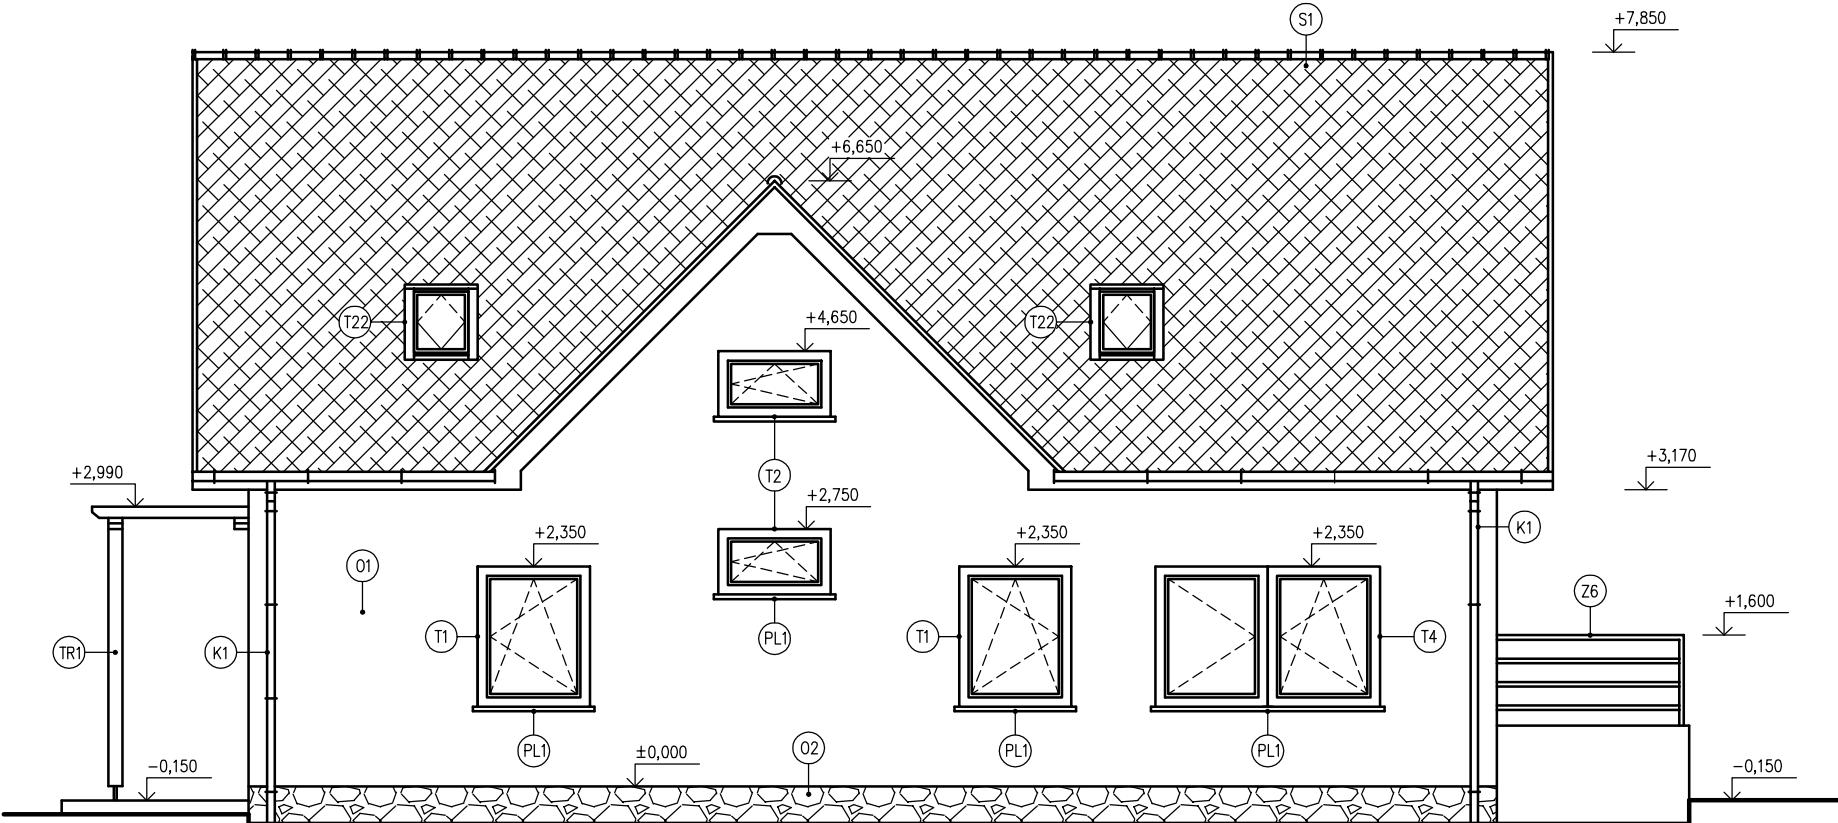 S1
+7,850
+6,650
T22
+4,650
T22
+2,990
T2
+3,170
+2,750
+2,350
+2,350
+2,350
K1
O1
Z6
+1,600
TR1
K1
T1
PL1
T1
T4
PL1
PL1
PL1
±0,000
O2
-0,150
-0,150